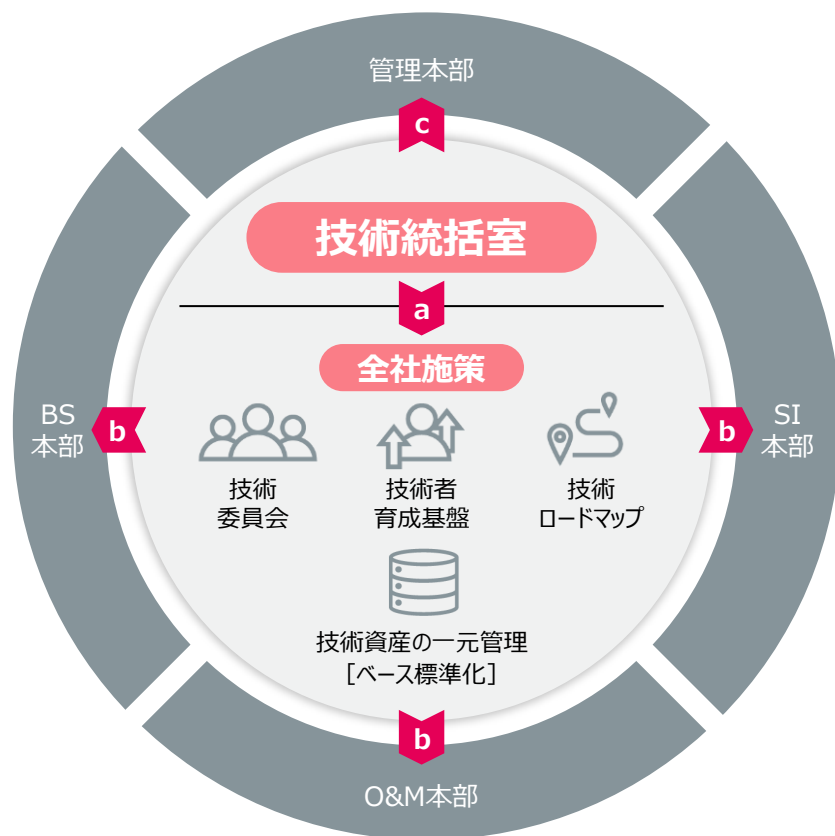 管理本部
c
技術統括室
a
全社施策
BS
本部
b
b
SI
本部
技術
委員会
技術者
育成基盤
技術
ロードマップ
技術資産の一元管理
［ベース標準化］
b
O&M本部